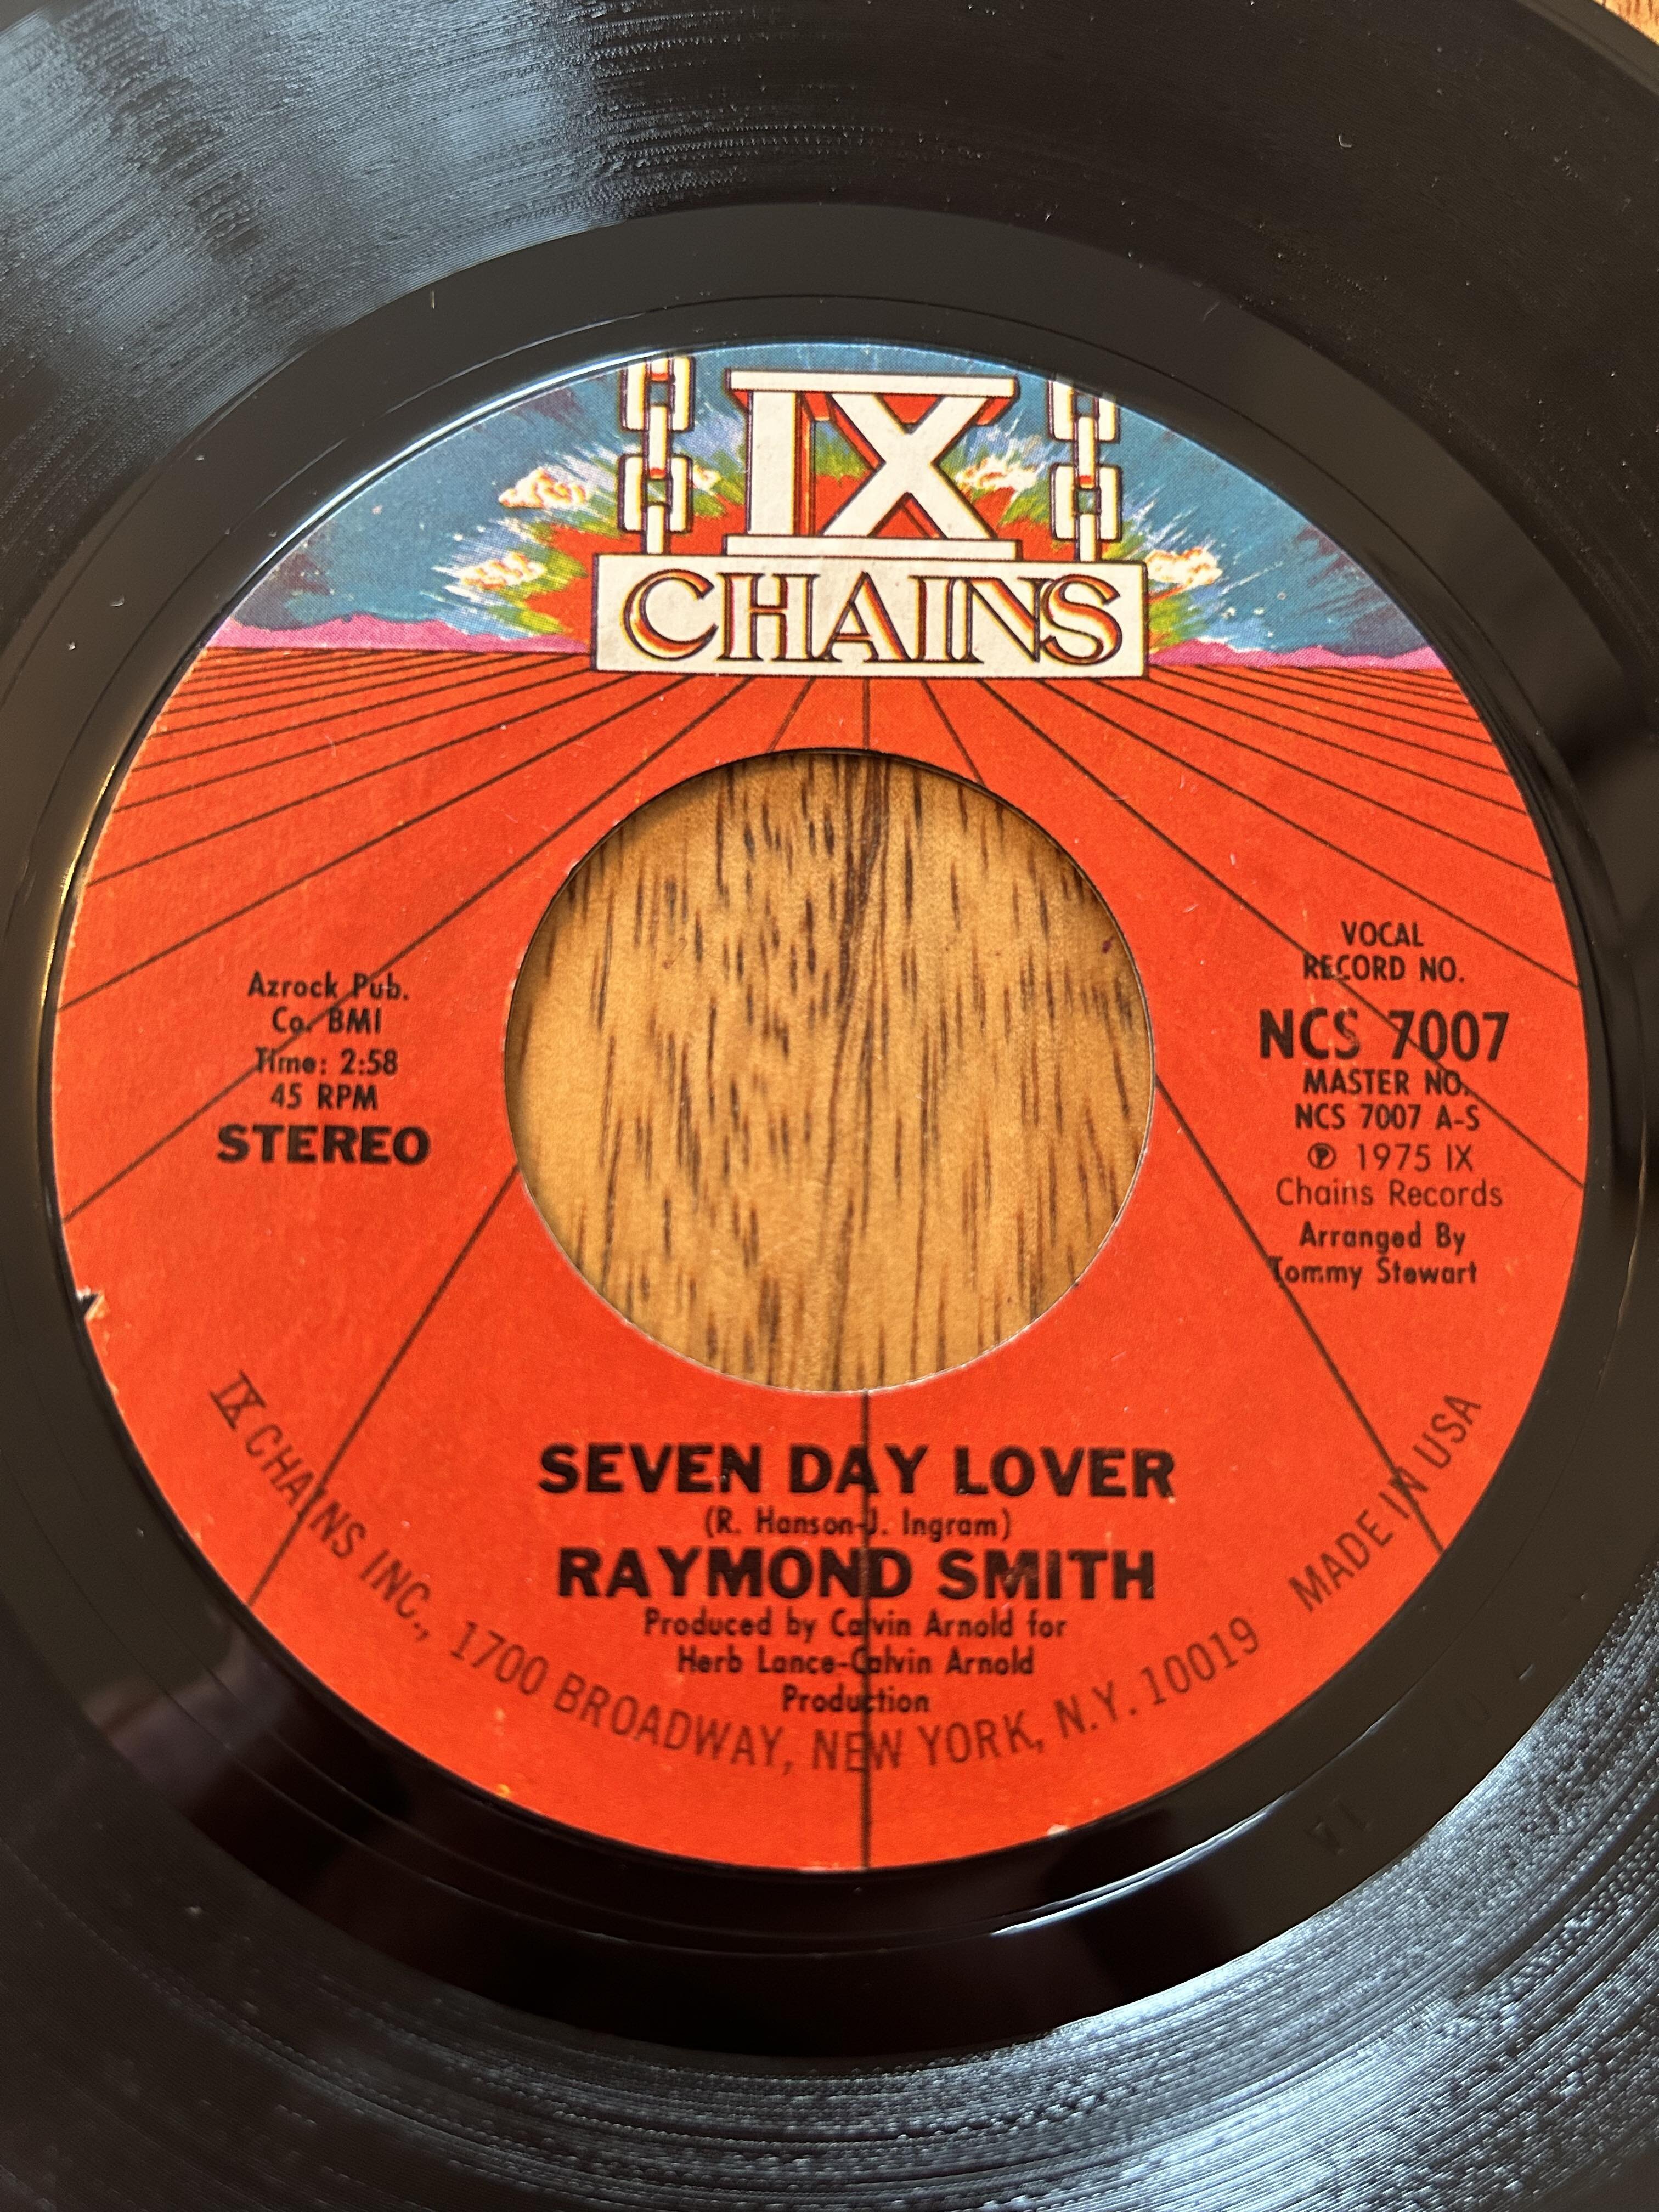 IX
CHAINS
Azrock Pub.
Co. BMI
Time: 2:58
45 RPM
STEREO
VOCAL
RECORD NO.
NCS 7007
MASTER NO.
NCS 7007 A-S
℗ 1975 IX
Chains Records
Arranged By
Tommy Stewart
SEVEN DAY LOVER
(R. Hanson-J. Ingram)
RAYMOND SMITH
Produced by Calvin Arnold for
Herb Lance-Calvin Arnold
Production
IX CHAINS INC., 1700 BROADWAY, NEW YORK, N.Y. 10019 MADE IN USA